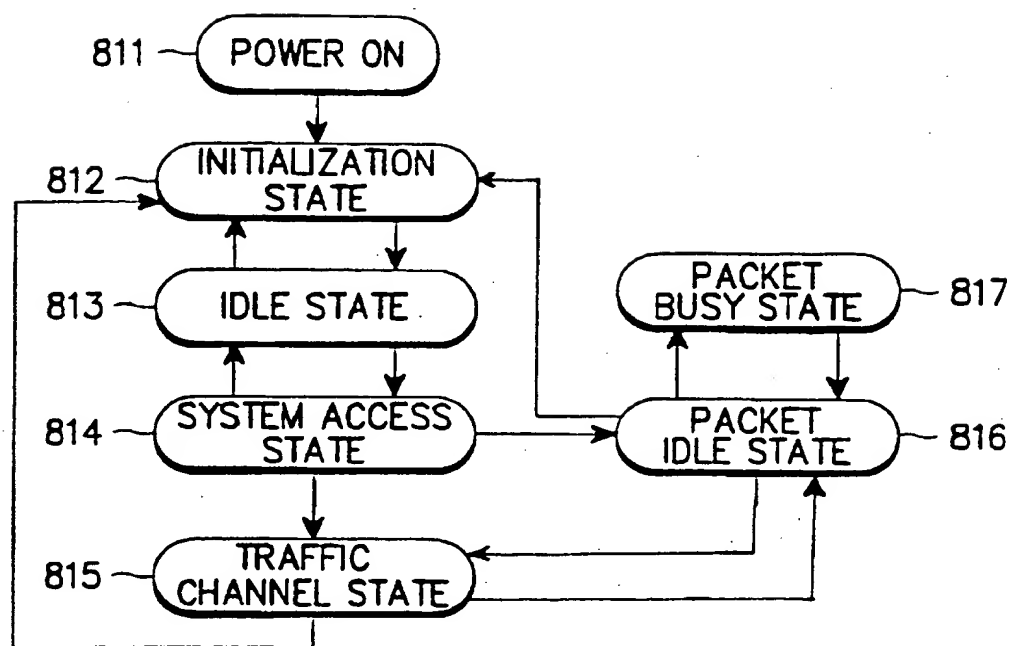 811
POWER ON
812
INITIALIZATION
STATE
813
IDLE STATE
PACKET
BUSY STATE
817
814
SYSTEM ACCESS
STATE
PACKET
IDLE STATE
816
815
TRAFFIC
CHANNEL STATE